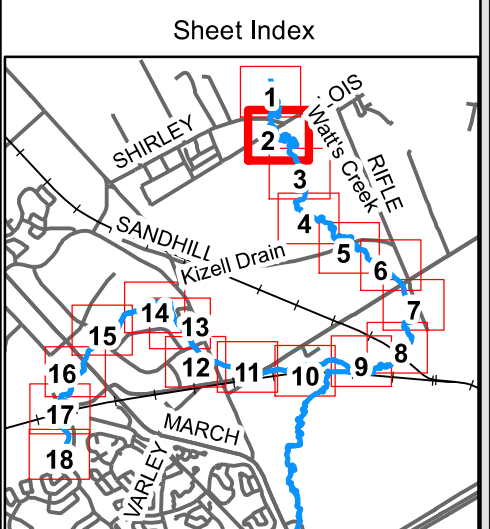 Sheet Index
1
OIS
SHIRLEY
2
Watt's Creek
RIFLE
3
4
SANDHILL
Kizell Drain
5
6
7
14
13
15
8
12
11
10
9
16
17
MARCH
18
VARLEY